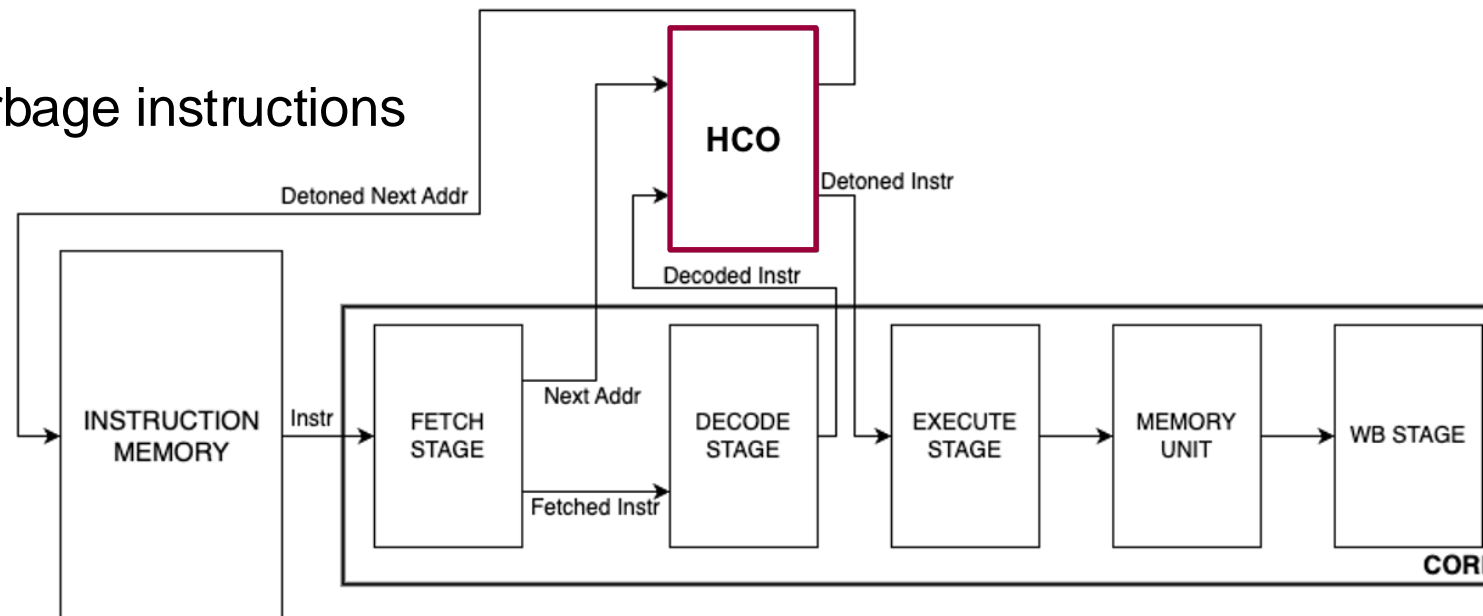 rbage instructions
HCO
Detoned Next Addr
Detoned Instr
Decoded Instr
INSTRUCTION
MEMORY
Instr
FETCH
STAGE
Next Addr
Fetched Instr
DECODE
STAGE
EXECUTE
STAGE
MEMORY
UNIT
WB STAGE